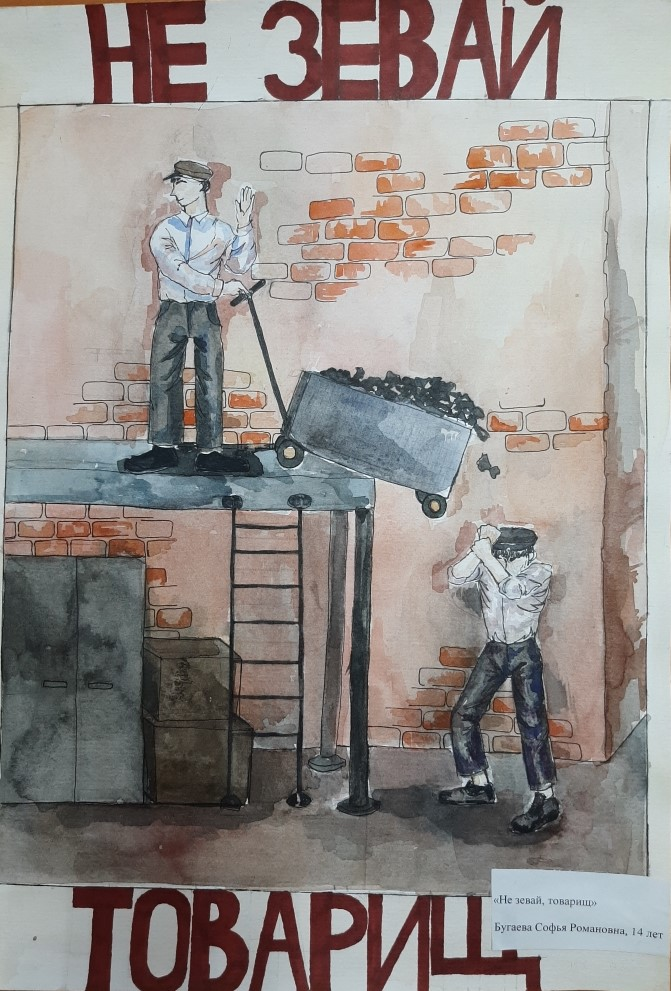 НЕ ЗЕВАЙ
ТОВАРИЩ
«Не зевай, товарищ»
Бугаева Софья Романовна, 14 лет